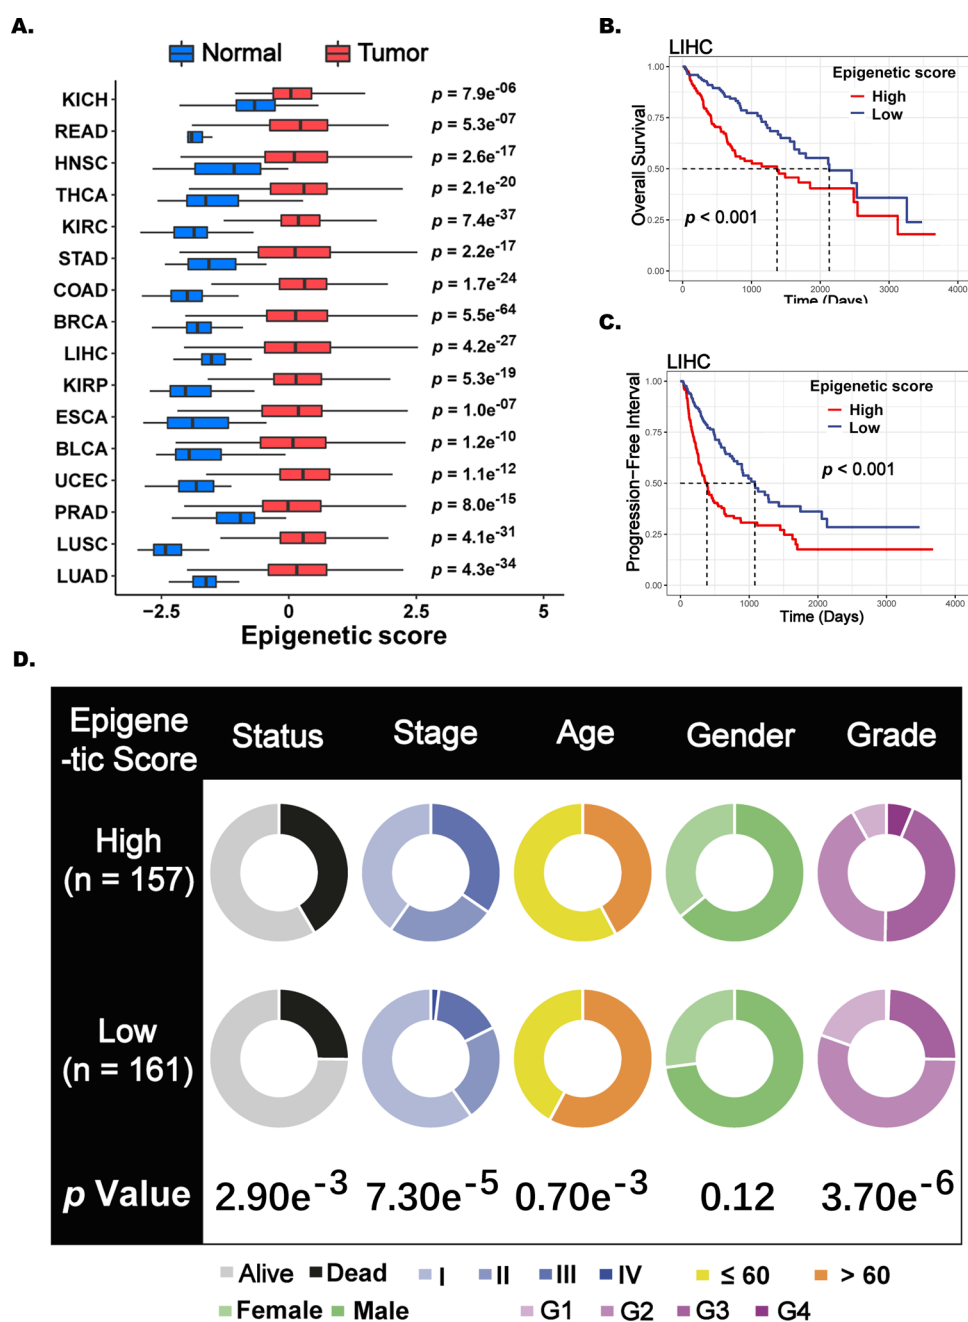 A.
Normal Tumor
KICH p = 7.9e-06
READ p = 5.3e-07
HNSC p = 2.6e-17
THCA p = 2.1e-20
KIRC p = 7.4e-37
STAD p = 2.2e-17
COAD p = 1.7e-24
BRCA p = 5.5e-64
LIHC p = 4.2e-27
KIRP p = 5.3e-19
ESCA p = 1.0e-07
BLCA p = 1.2e-10
UCEC p = 1.1e-12
PRAD p = 8.0e-15
LUSC p = 4.1e-31
LUAD p = 4.3e-34
−2.5 0 2.5 5
Epigenetic score
B.
LIHC
Epigenetic score
High
Low
1.00
0.75
0.50
0.25
0.00
Overall Survival
p < 0.001
0 1000 2000 3000 4000
Time (Days)
C.
LIHC
Epigenetic score
High
Low
1.00
0.75
0.50
0.25
0.00
Progression−Free Interval
p < 0.001
0 1000 2000 3000 4000
Time (Days)
D.
Epigene
-tic Score
Status Stage Age Gender Grade
High
(n = 157)
Low
(n = 161)
p Value 2.90e-3 7.30e-5 0.70e-3 0.12 3.70e-6
Alive Dead I II III IV ≤ 60 > 60
Female Male G1 G2 G3 G4